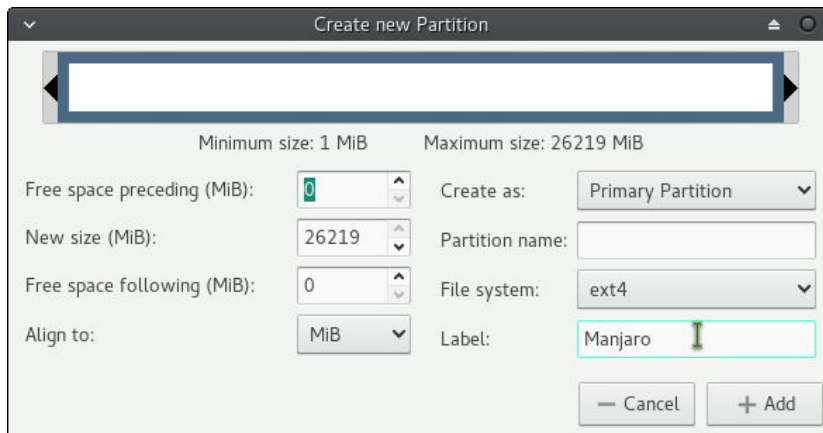 Create new Partition
Minimum size: 1 MiB Maximum size: 26219 MiB
Free space preceding (MiB): 0 Create as: Primary Partition
New size (MiB): 26219 Partition name:
Free space following (MiB): 0 File system: ext4
Align to: MiB Label: Manjaro
Cancel Add